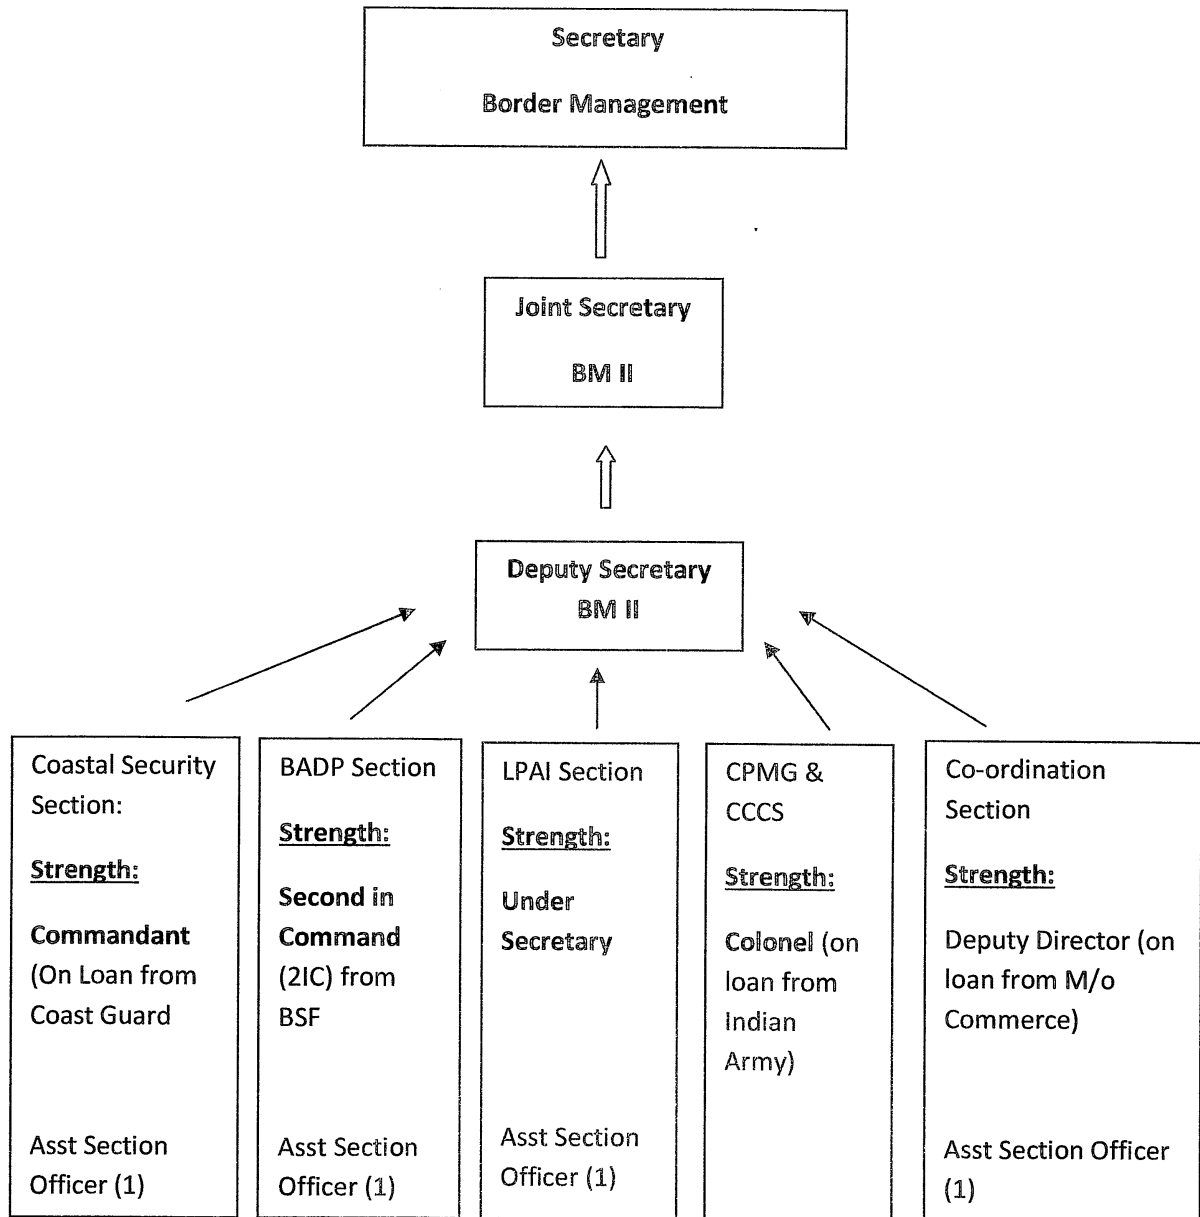 Secretary
Border Management
Joint Secretary
BM II
Deputy Secretary
BM II
Coastal Security
Section:
Strength:
Commandant
(On Loan from
Coast Guard
Asst Section
Officer (1)
BADP Section
Strength:
Second in
Command
(2IC) from
BSF
Asst Section
Officer (1)
LPAI Section
Strength:
Under
Secretary
Asst Section
Officer (1)
CPMG &
CCCS
Strength:
Colonel (on
loan from
Indian
Army)
Co-ordination
Section
Strength:
Deputy Director (on
loan from M/o
Commerce)
Asst Section Officer
(1)